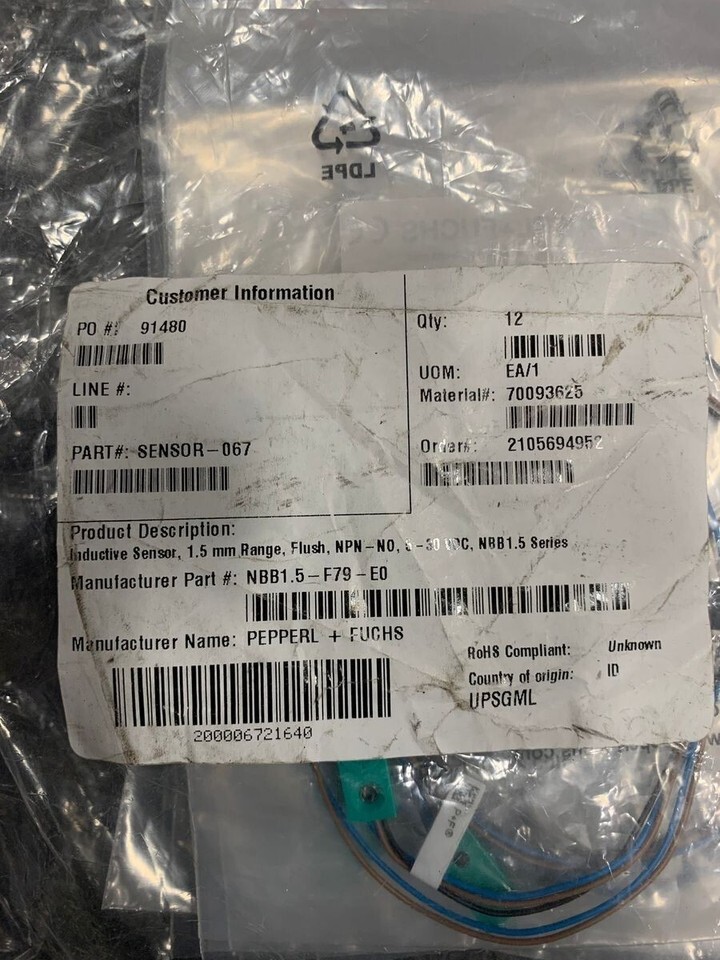 LDPE
Customer Information
PO #: 91480
LINE #:
PART#: SENSOR-067
Qty: 12
UOM: EA/1
Material#: 70093625
Order#: 2105694952
Product Description:
Inductive Sensor, 1.5 mm Range, Flush, NPN-NO, 5-30 VDC, NBB1.5 Series
Manufacturer Part #: NBB1.5-F79-E0
Manufacturer Name: PEPPERL + FUCHS
RoHS Compliant: Unknown
Country of origin: ID
UPSGML
200006721640
P+F